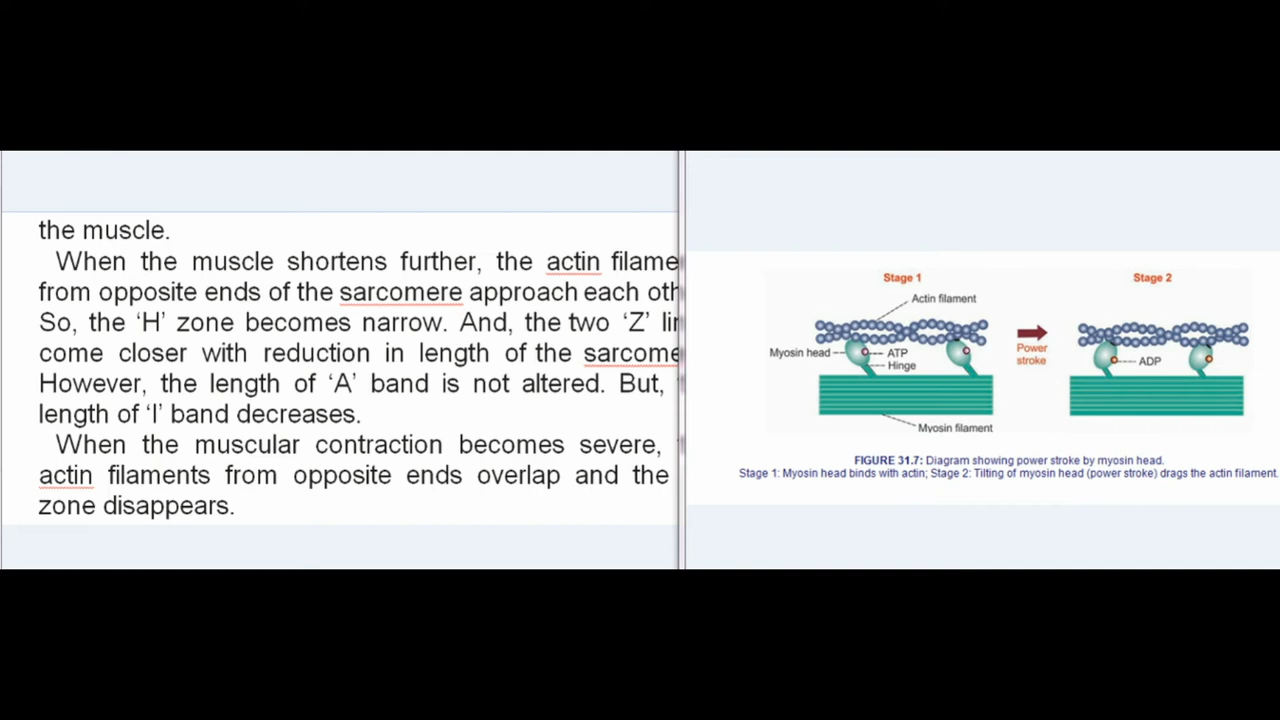 the muscle.
When the muscle shortens further, the actin filame
from opposite ends of the sarcomere approach each oth
So, the ‘H’ zone becomes narrow. And, the two ‘Z’ lin
come closer with reduction in length of the sarcome
However, the length of ‘A’ band is not altered. But,
length of ‘I’ band decreases.
When the muscular contraction becomes severe,
actin filaments from opposite ends overlap and the
zone disappears.
Stage 1
Stage 2
Actin filament
Myosin head
ATP
Hinge
Power
stroke
ADP
Myosin filament
FIGURE 31.7: Diagram showing power stroke by myosin head.
Stage 1: Myosin head binds with actin; Stage 2: Tilting of myosin head (power stroke) drags the actin filament.